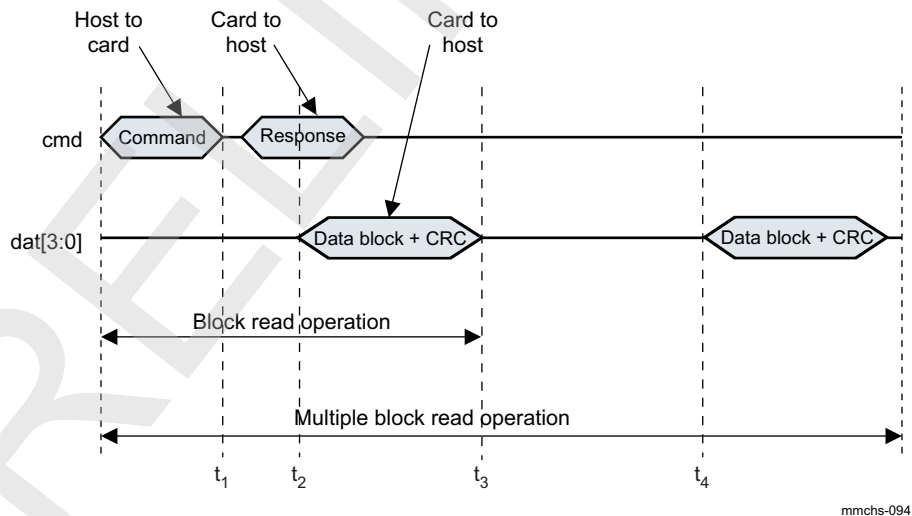 Host to
card
Card to
host
Card to
host
cmd
Command
Response
dat[3:0]
Data block + CRC
Data block + CRC
Block read operation
Multiple block read operation
t1
t2
t3
t4
mmchs-094